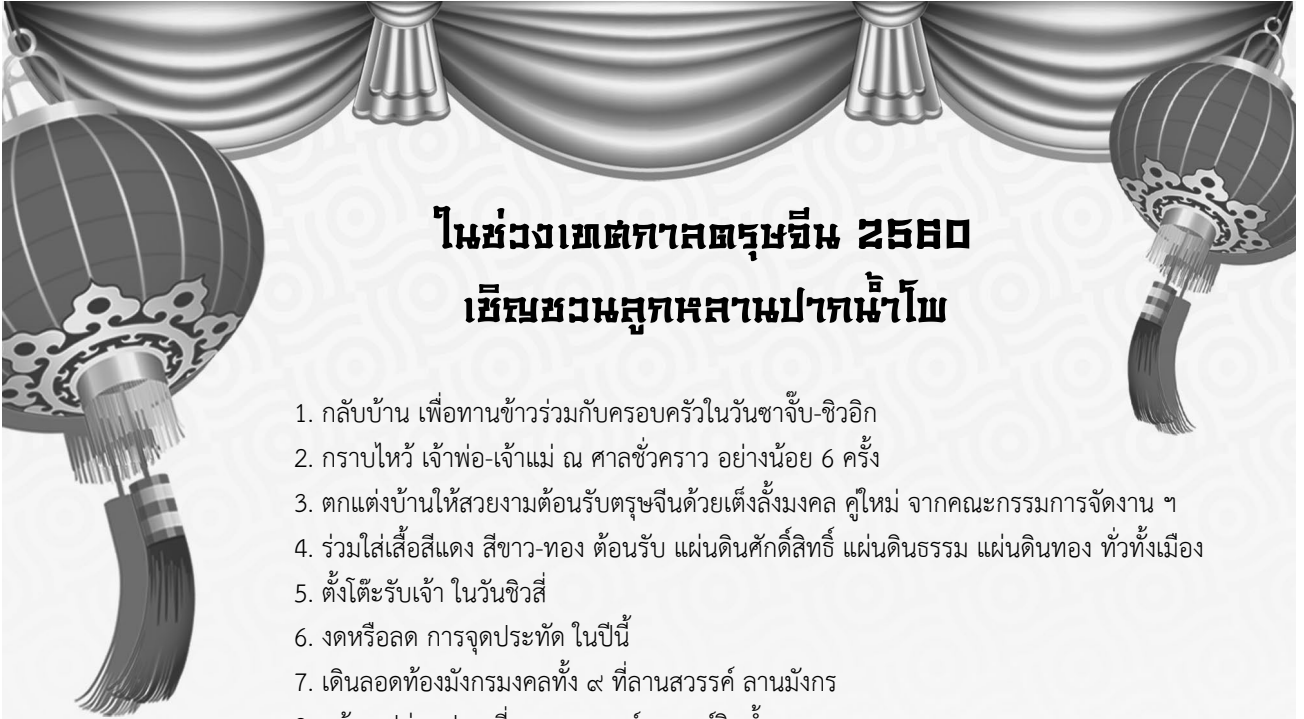 ในช่วงเทศกาลตรุษจีน 2560
เชิญชวนลูกหลานปากน้ำโพ
1. กลับบ้าน เพื่อทานข้าวร่วมกับครอบครัวในวันซาจั๊บ-ชิวอิก
2. กราบไหว้ เจ้าพ่อ-เจ้าแม่ ณ ศาลชั่วคราว อย่างน้อย 6 ครั้ง
3. ตกแต่งบ้านให้สวยงามต้อนรับตรุษจีนด้วยเต็งลั้งมงคล คู่ใหม่ จากคณะกรรมการจัดงาน ฯ
4. ร่วมใส่เสื้อสีแดง สีขาว-ทอง ต้อนรับ แผ่นดินศักดิ์สิทธิ์ แผ่นดินธรรม แผ่นดินทอง ทั่วทั้งเมือง
5. ตั้งโต๊ะรับเจ้า ในวันชิวสี่
6. งดหรือลด การจุดประทัด ในปีนี้
7. เดินลอดท้องมังกรมงคลทั้ง ๙ ที่ลานสวรรค์ ลานมังกร